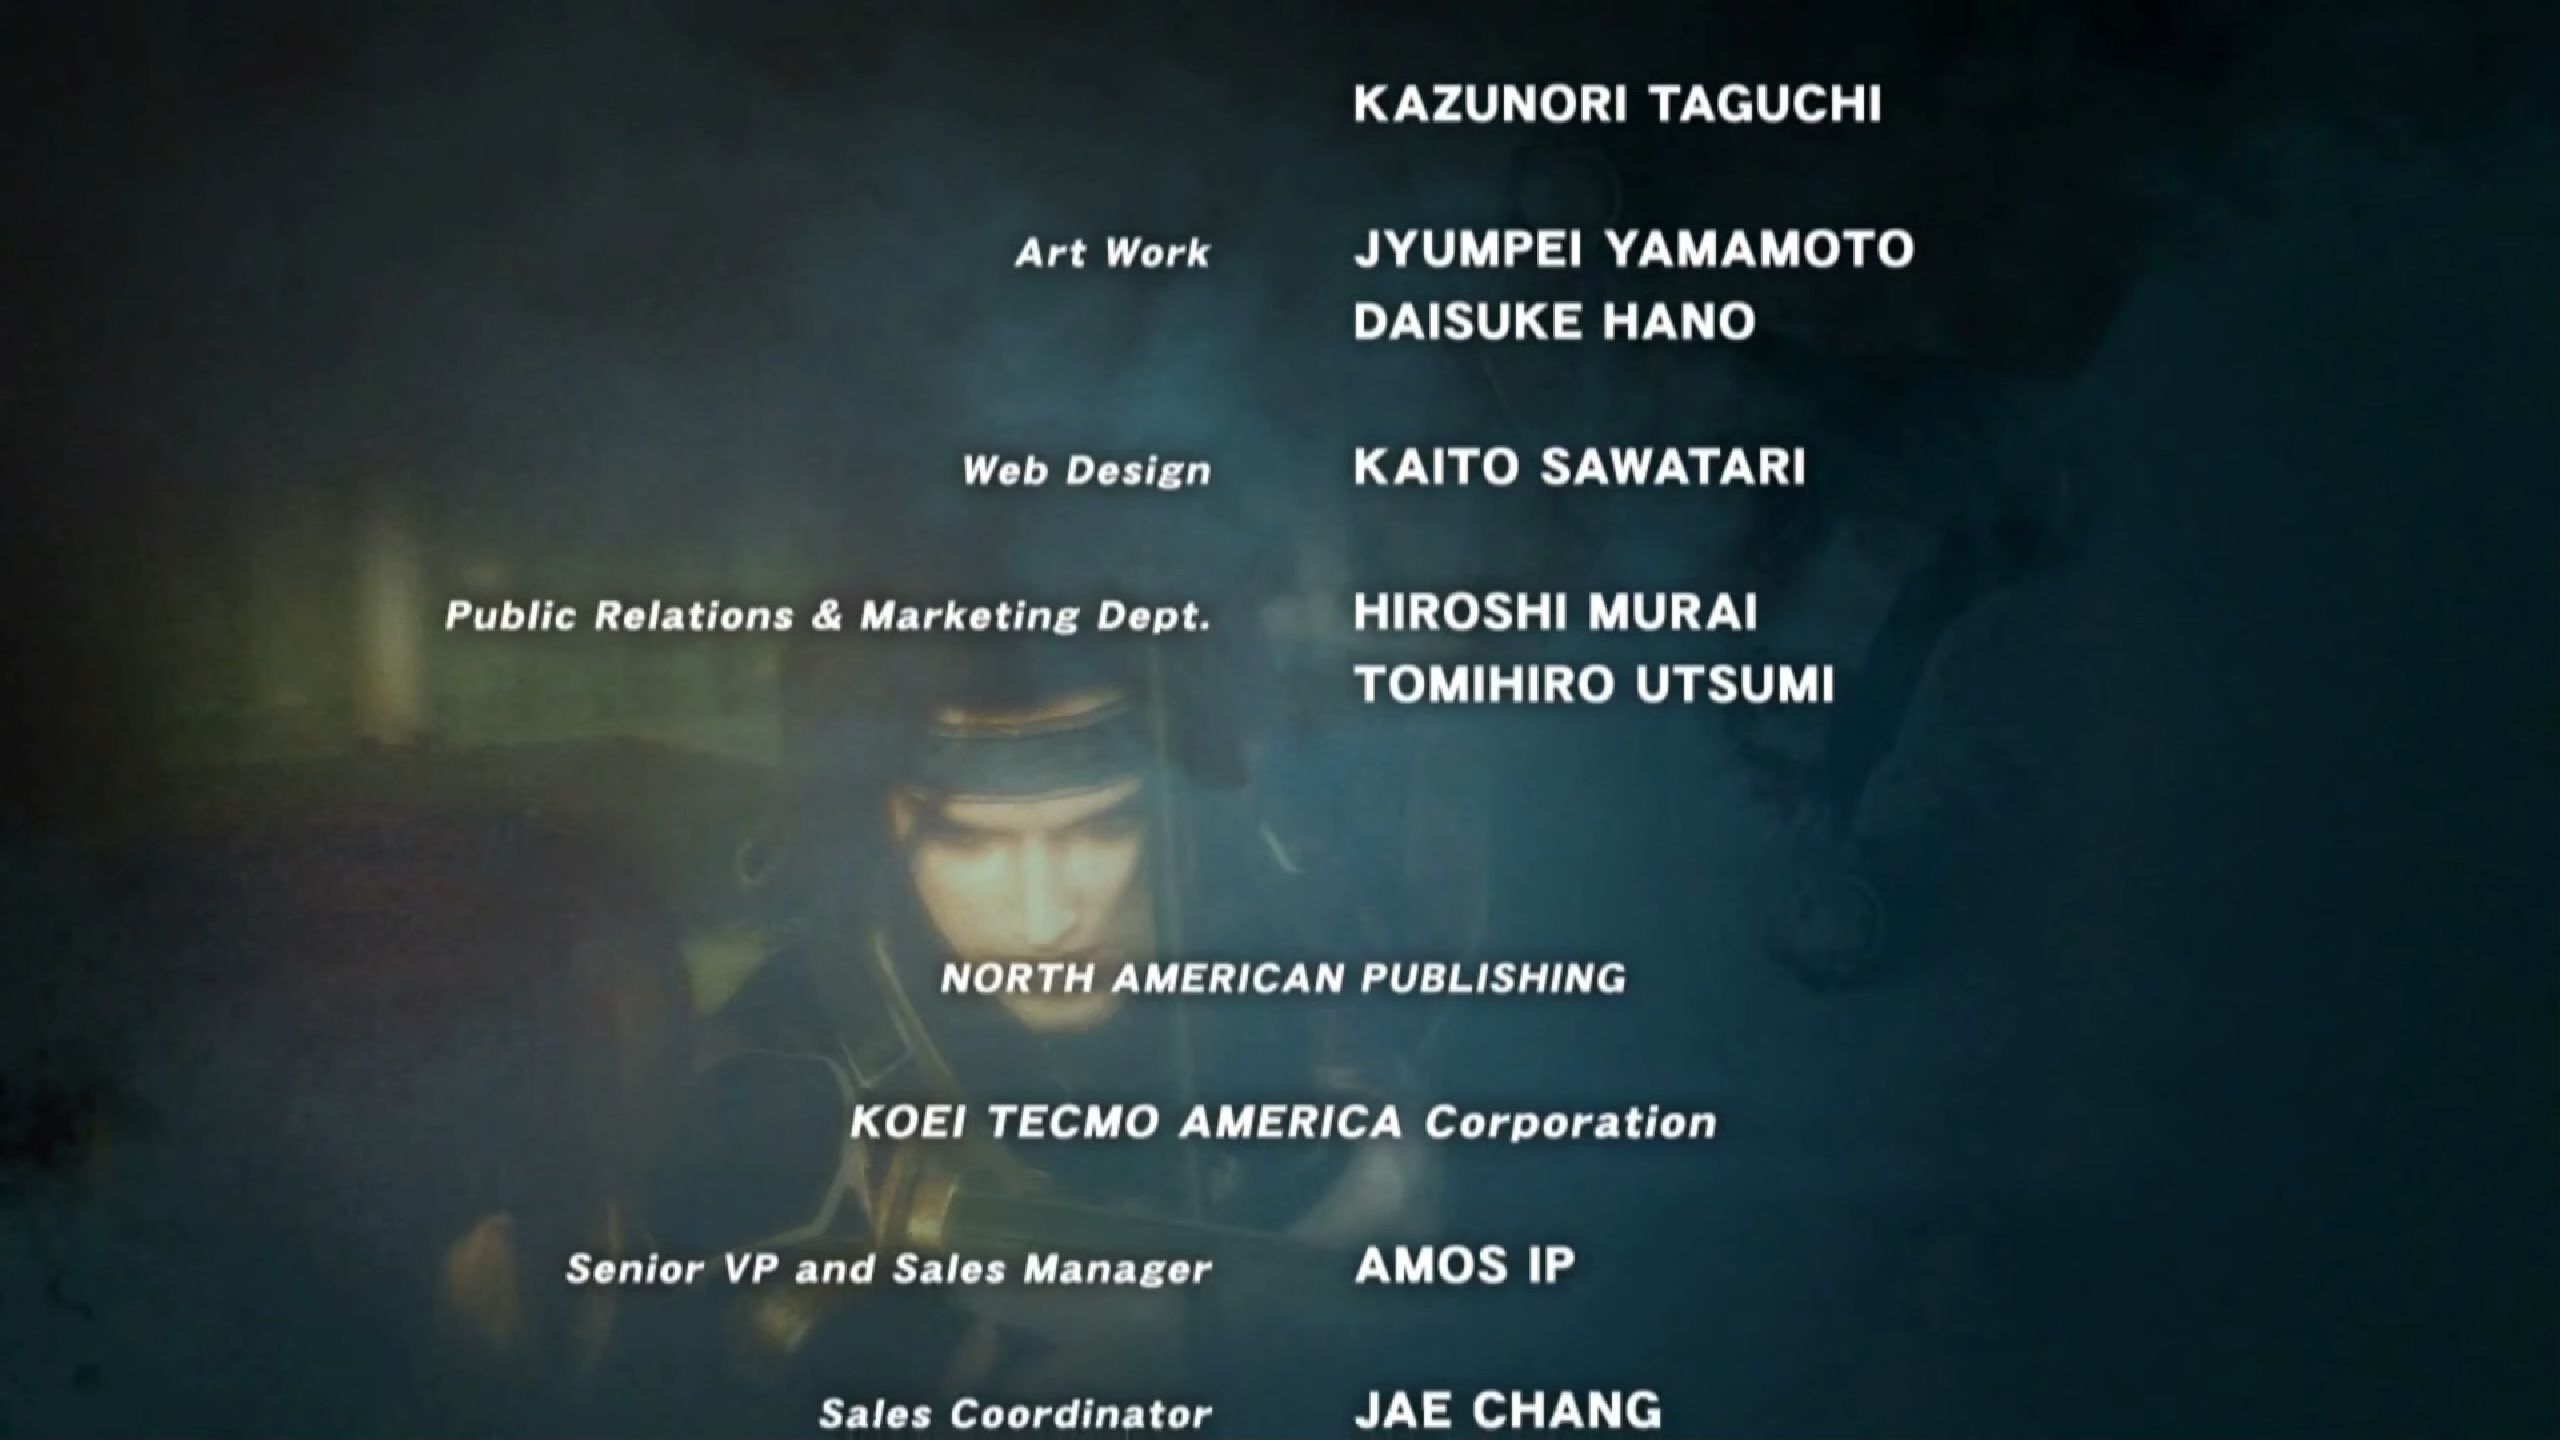 KAZUNORI TAGUCHI
Art Work JYUMPEI YAMAMOTO
DAISUKE HANO
Web Design KAITO SAWATARI
Public Relations & Marketing Dept. HIROSHI MURAI
TOMIHIRO UTSUMI
NORTH AMERICAN PUBLISHING
KOEI TECMO AMERICA Corporation
Senior VP and Sales Manager AMOS IP
Sales Coordinator JAE CHANG